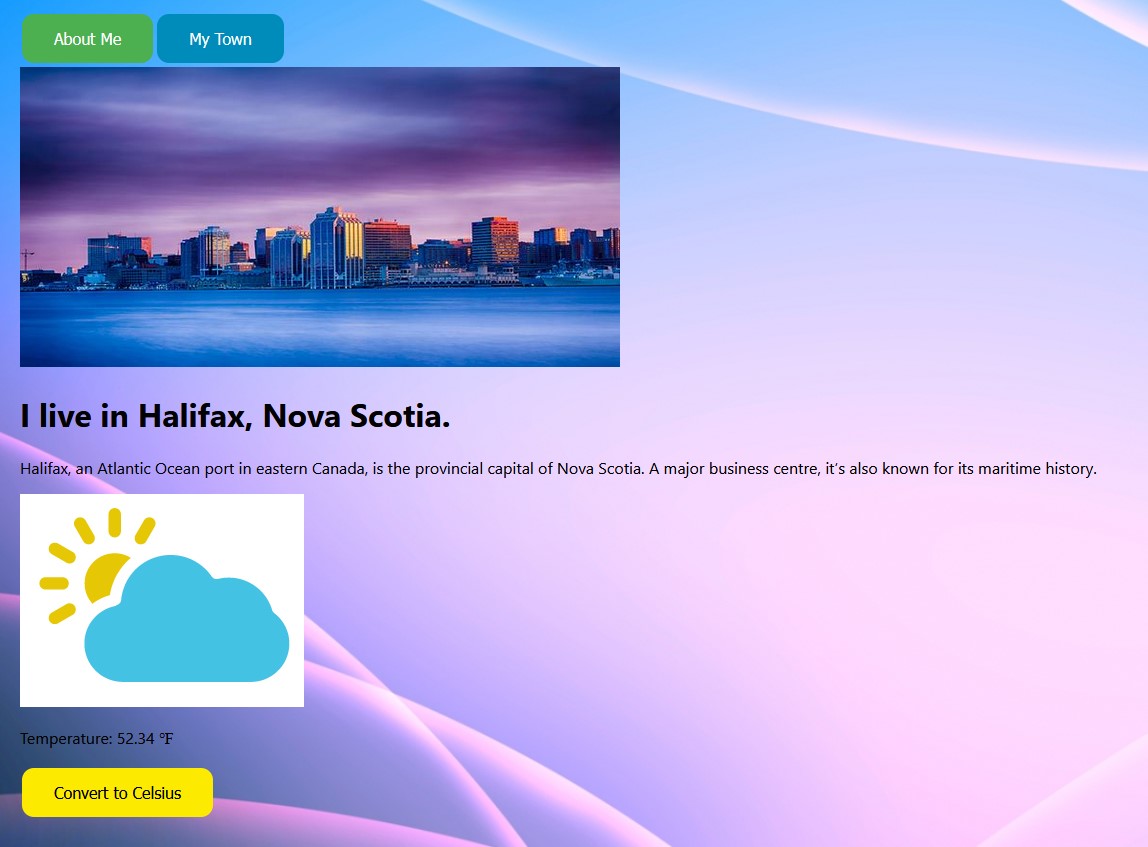 About Me
My Town
I live in Halifax, Nova Scotia.
Halifax, an Atlantic Ocean port in eastern Canada, is the provincial capital of Nova Scotia. A major business centre, it’s also known for its maritime history.
Temperature: 52.34 ℉
Convert to Celsius